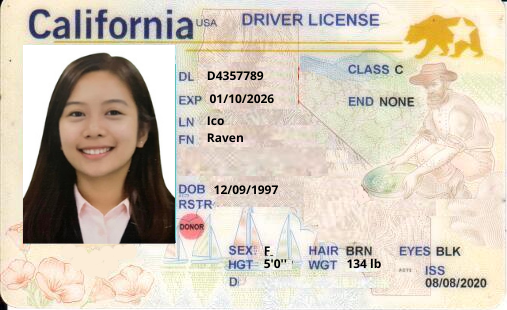 California USA DRIVER LICENSE
DL D4357789 CLASS C
EXP 01/10/2026 END NONE
LN Ico
FN Raven
DOB 12/09/1997
RSTR
DONOR
SEX F HAIR BRN EYES BLK
HGT 5'0'' WGT 134 lb ISS
08/08/2020